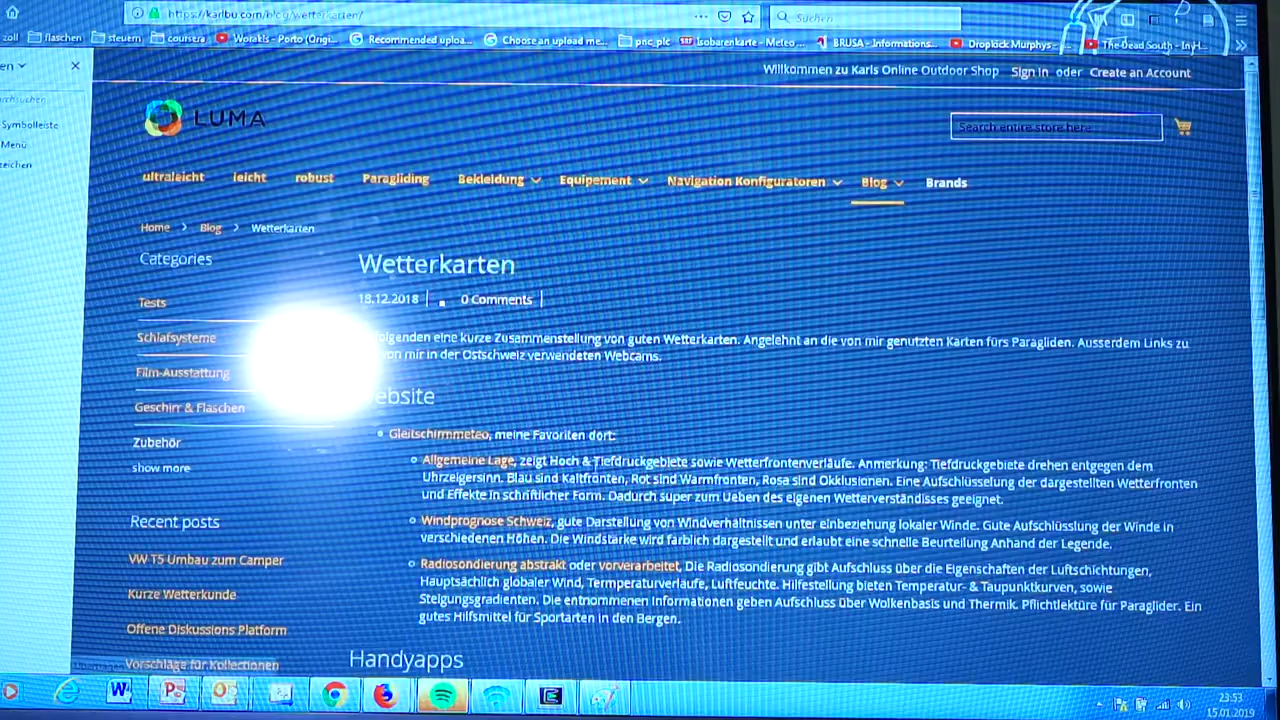 https://karlbu.com/blog/wetterkarten/
Suchen
zoll flaschen steuern coursera Worakls - Porto (Origi... Recommended uploa... Choose an upload me... pnc_plc Isobarenkarte - Meteo ... BRUSA - Informations... Dropkick Murphys - ... The Dead South - In H...
en
Symbolleiste
Menü
zeichen
Willkommen zu Karls Online Outdoor Shop Sign In oder Create an Account
LUMA
Search entire store here...
ultraleicht leicht robust Paragliding Bekleidung Equipement Navigation Konfiguratoren Blog Brands
Home > Blog > Wetterkarten
Categories
Tests
Schlafsysteme
Film-Ausstattung
Geschirr & Flaschen
Zubehör
show more
Recent posts
VW T5 Umbau zum Camper
Kurze Wetterkunde
Offene Diskussions Platform
Vorschläge für Kollectionen
Wetterkarten
18.12.2018 0 Comments
olgenden eine kurze Zusammenstellung von guten Wetterkarten. Angelehnt an die von mir genutzten Karten fürs Paragliden. Ausserdem Links zu
von mir in der Ostschweiz verwendeten Webcams.
ebsite
Gleitschirmmeteo, meine Favoriten dort:
Allgemeine Lage, zeigt Hoch & Tiefdruckgebiete sowie Wetterfrontenverläufe. Anmerkung: Tiefdruckgebiete drehen entgegen dem
Uhrzeigersinn. Blau sind Kaltfronten, Rot sind Warmfronten, Rosa sind Okklusionen. Eine Aufschlüsselung der dargestellten Wetterfronten
und Effekte in schriftlicher Form. Dadurch super zum Ueben des eigenen Wetterverständisses geeignet.
Windprognose Schweiz, gute Darstellung von Windverhältnissen unter einbeziehung lokaler Winde. Gute Aufschlüsslung der Winde in
verschiedenen Höhen. Die Windstärke wird farblich dargestellt und erlaubt eine schnelle Beurteilung Anhand der Legende.
Radiosondierung abstrakt oder vorverarbeitet, Die Radiosondierung gibt Aufschluss über die Eigenschaften der Luftschichtungen,
Hauptsächlich globaler Wind, Termperaturverläufe, Luftfeuchte. Hilfestellung bieten Temperatur- & Taupunktkurven, sowie
Steigungsgradienten. Die entnommenen Informationen geben Aufschluss über Wolkenbasis und Thermik. Pflichtlektüre für Paraglider. Ein
gutes Hilfsmittel für Sportarten in den Bergen.
Handyapps
23:53
15.01.2019